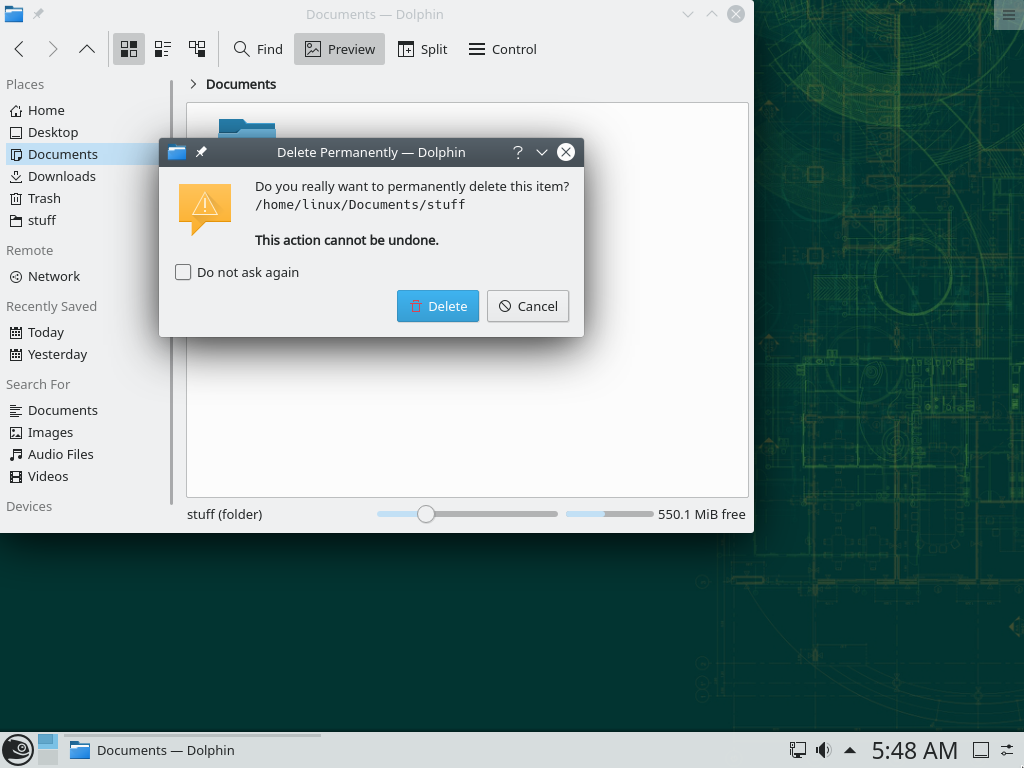 Documents — Dolphin
Find
Preview
Split
Control
Places
Documents
Home
Desktop
Documents
Downloads
Trash
stuff
Remote
Network
Recently Saved
Today
Yesterday
Search For
Documents
Images
Audio Files
Videos
Devices
Delete Permanently — Dolphin
Do you really want to permanently delete this item?
/home/linux/Documents/stuff
This action cannot be undone.
Do not ask again
Delete
Cancel
stuff (folder)
550.1 MiB free
Documents — Dolphin
5:48 AM